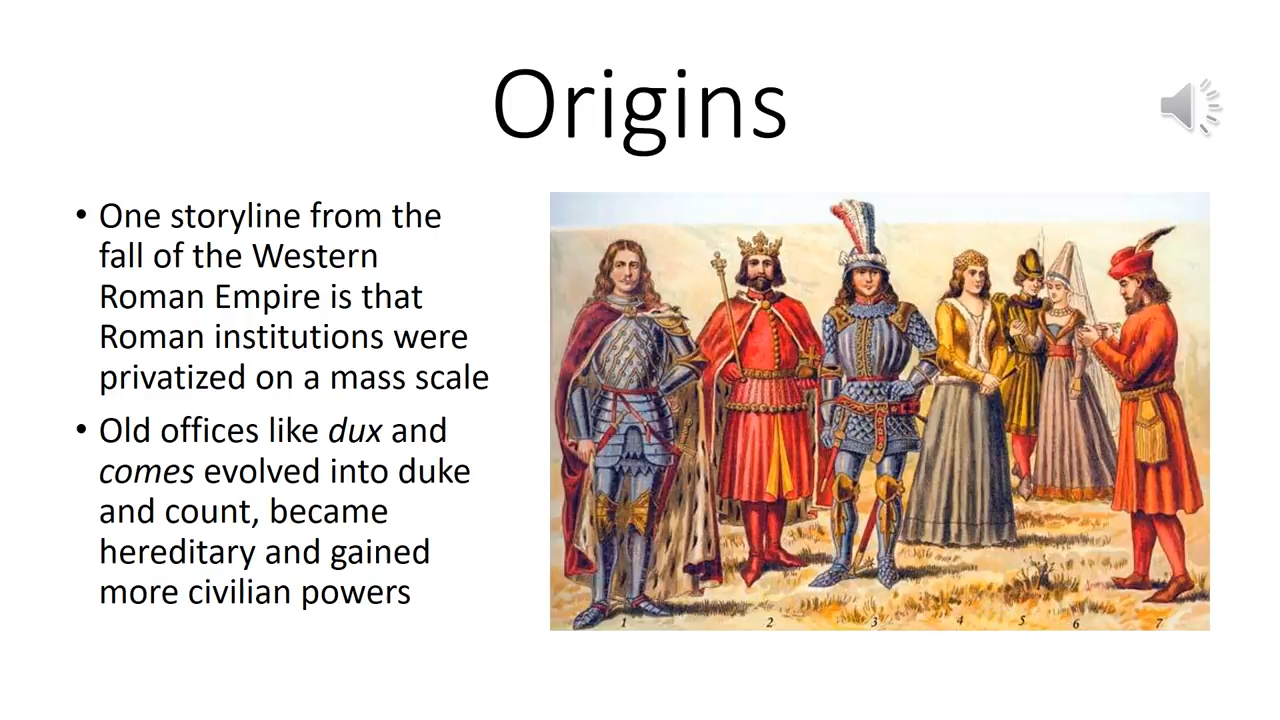 Origins
• One storyline from the
fall of the Western
Roman Empire is that
Roman institutions were
privatized on a mass scale
• Old offices like dux and
comes evolved into duke
and count, became
hereditary and gained
more civilian powers
1 2 3 4 5 6 7